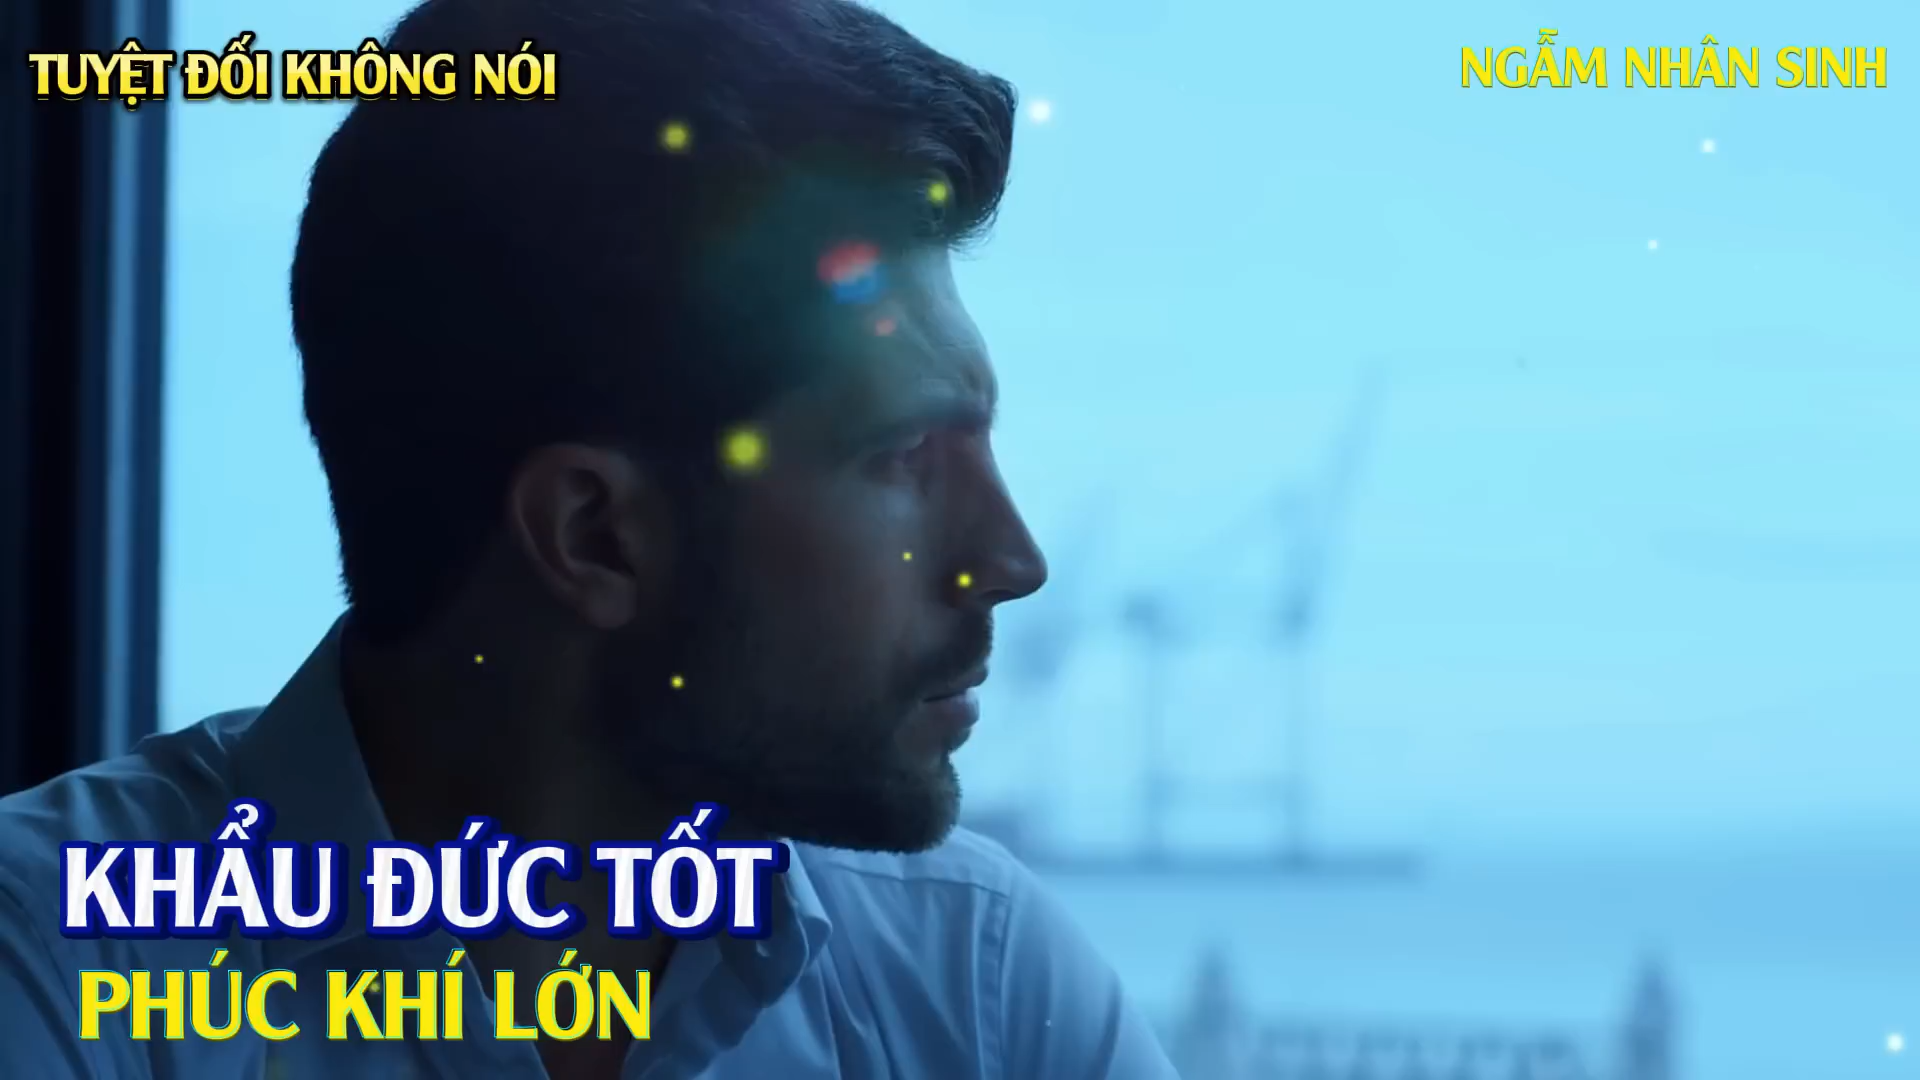 TUYỆT ĐỐI KHÔNG NÓI
NGẪM NHÂN SINH
KHẨU ĐỨC TỐT
PHÚC KHÍ LỚN